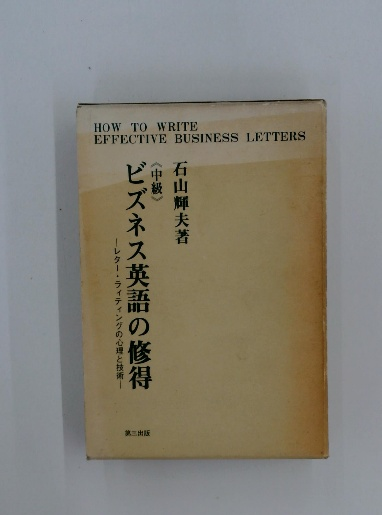 HOW TO WRITE
EFFECTIVE BUSINESS LETTERS
石山輝夫著
《中級》
ビズネス英語の修得
―レター・ライティングの心理と技術―
第三出版